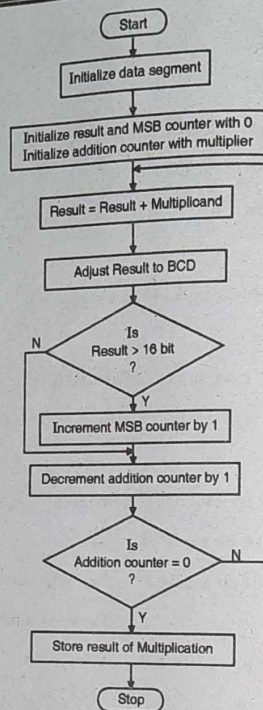 Start
Initialize data segment
Initialize result and MSB counter with 0
Initialize addition counter with multiplier
Result = Result + Multiplicand
Adjust Result to BCD
Is
Result > 16 bit
?
N
Y
Increment MSB counter by 1
Decrement addition counter by 1
Is
Addition counter = 0
?
N
Y
Store result of Multiplication
Stop